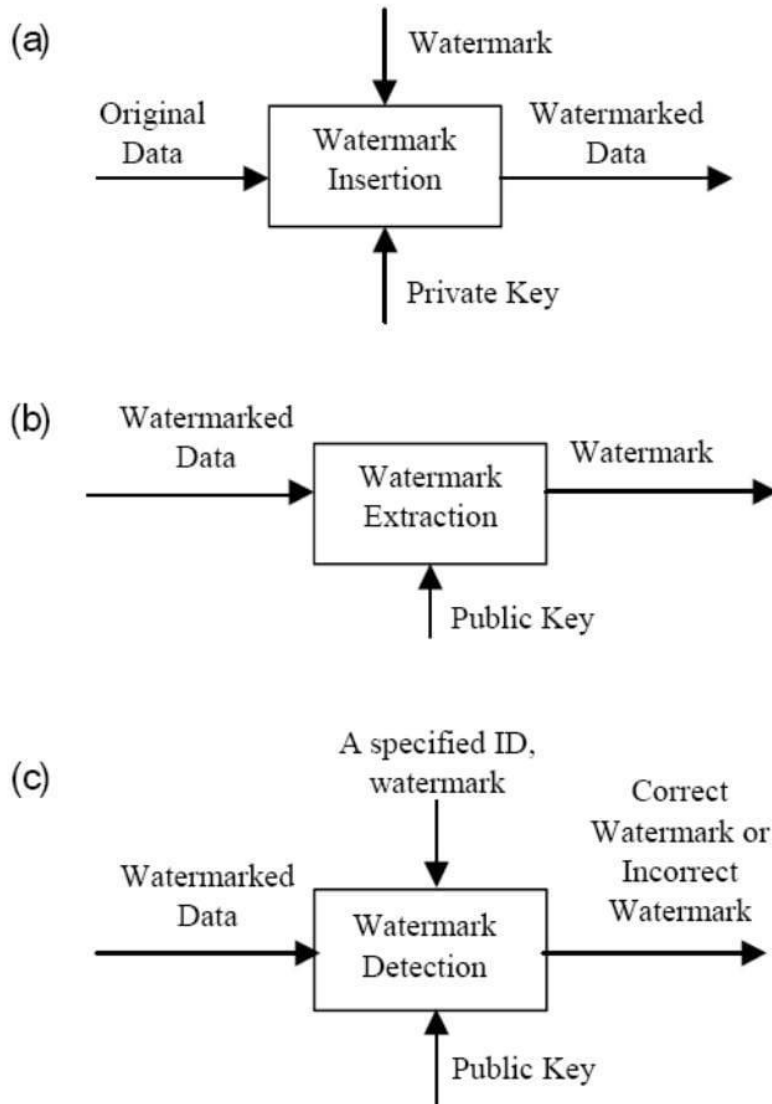 (a)
Watermark
Original
Data
Watermark
Insertion
Watermarked
Data
Private Key
(b)
Watermarked
Data
Watermark
Extraction
Watermark
Public Key
(c)
A specified ID,
watermark
Watermarked
Data
Watermark
Detection
Correct
Watermark or
Incorrect
Watermark
Public Key